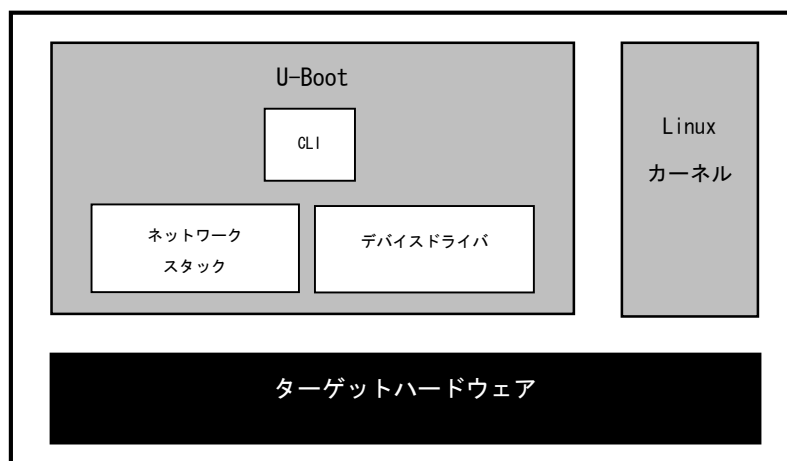 U-Boot
CLI
ネットワーク
スタック
デバイスドライバ
Linux
カーネル
ターゲットハードウェア